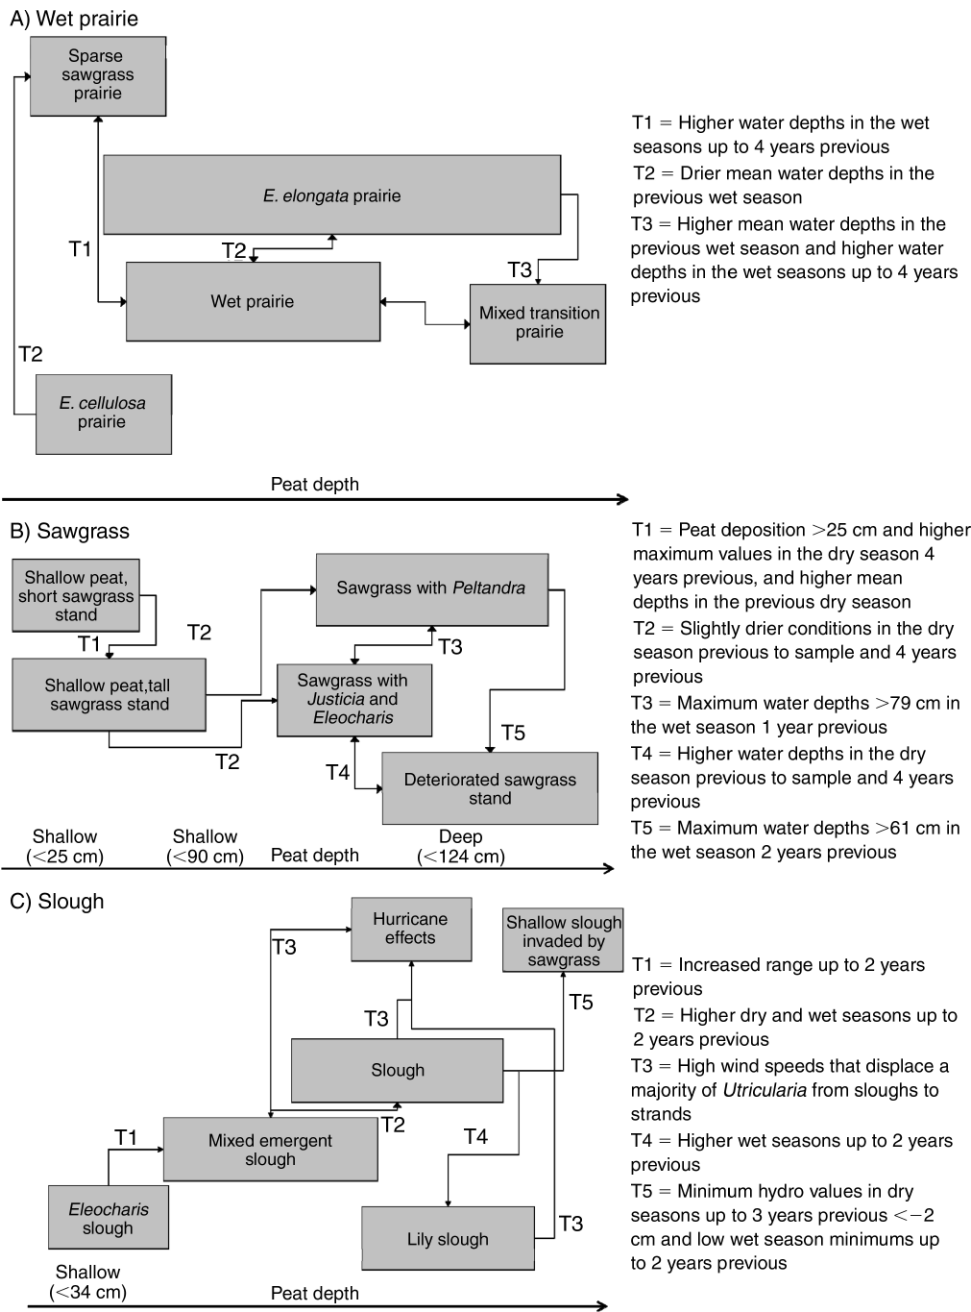 A) Wet prairie
Sparse
sawgrass
prairie
E. elongata prairie
T1
T2
Wet prairie
T3
Mixed transition
prairie
T2
E. cellulosa
prairie
Peat depth
T1 = Higher water depths in the wet
seasons up to 4 years previous
T2 = Drier mean water depths in the
previous wet season
T3 = Higher mean water depths in the
previous wet season and higher water
depths in the wet seasons up to 4 years
previous
B) Sawgrass
Shallow peat,
short sawgrass
stand
T1
T2
Shallow peat,tall
sawgrass stand
T2
Sawgrass with Peltandra
T3
Sawgrass with
Justicia and
Eleocharis
T4
T5
Deteriorated sawgrass
stand
Shallow
(<25 cm)
Shallow
(<90 cm)
Peat depth
Deep
(<124 cm)
T1 = Peat deposition >25 cm and higher
maximum values in the dry season 4
years previous, and higher mean
depths in the previous dry season
T2 = Slightly drier conditions in the dry
season previous to sample and 4 years
previous
T3 = Maximum water depths >79 cm in
the wet season 1 year previous
T4 = Higher water depths in the dry
season previous to sample and 4 years
previous
T5 = Maximum water depths >61 cm in
the wet season 2 years previous
C) Slough
Hurricane
effects
Shallow slough
invaded by
sawgrass
T3
T3
T5
Slough
T2
T1
Mixed emergent
slough
T4
Eleocharis
slough
Lily slough
T3
Shallow
(<34 cm)
Peat depth
T1 = Increased range up to 2 years
previous
T2 = Higher dry and wet seasons up to
2 years previous
T3 = High wind speeds that displace a
majority of Utricularia from sloughs to
strands
T4 = Higher wet seasons up to 2 years
previous
T5 = Minimum hydro values in dry
seasons up to 3 years previous <−2
cm and low wet season minimums up
to 2 years previous